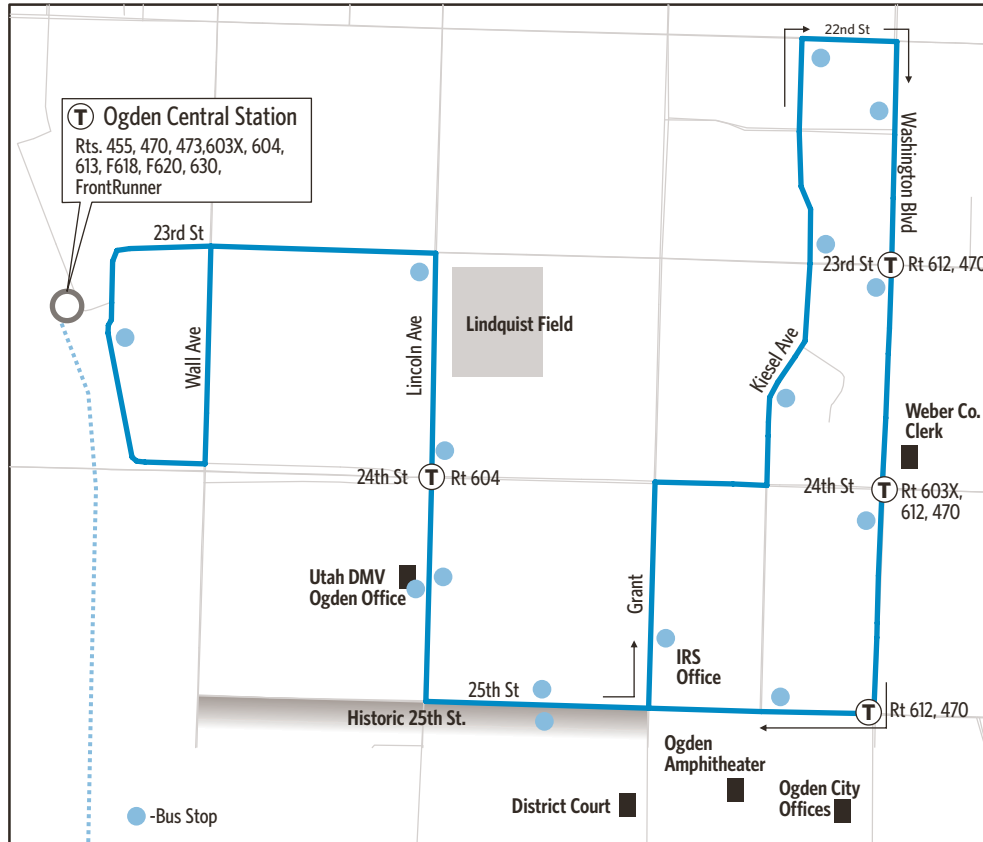 22nd St
T Ogden Central Station
Rts. 455, 470, 473,603X, 604,
613, F618, F620, 630,
FrontRunner
Washington Blvd
23rd St
23rd St T Rt 612, 470
Wall Ave
Lincoln Ave
Lindquist Field
Kiesel Ave
Weber Co.
Clerk
24th St T Rt 604
24th St T Rt 603X,
612, 470
Utah DMV
Ogden Office
Grant
IRS
Office
25th St
Historic 25th St.
T Rt 612, 470
Ogden
Amphitheater
District Court
Ogden City
Offices
-Bus Stop